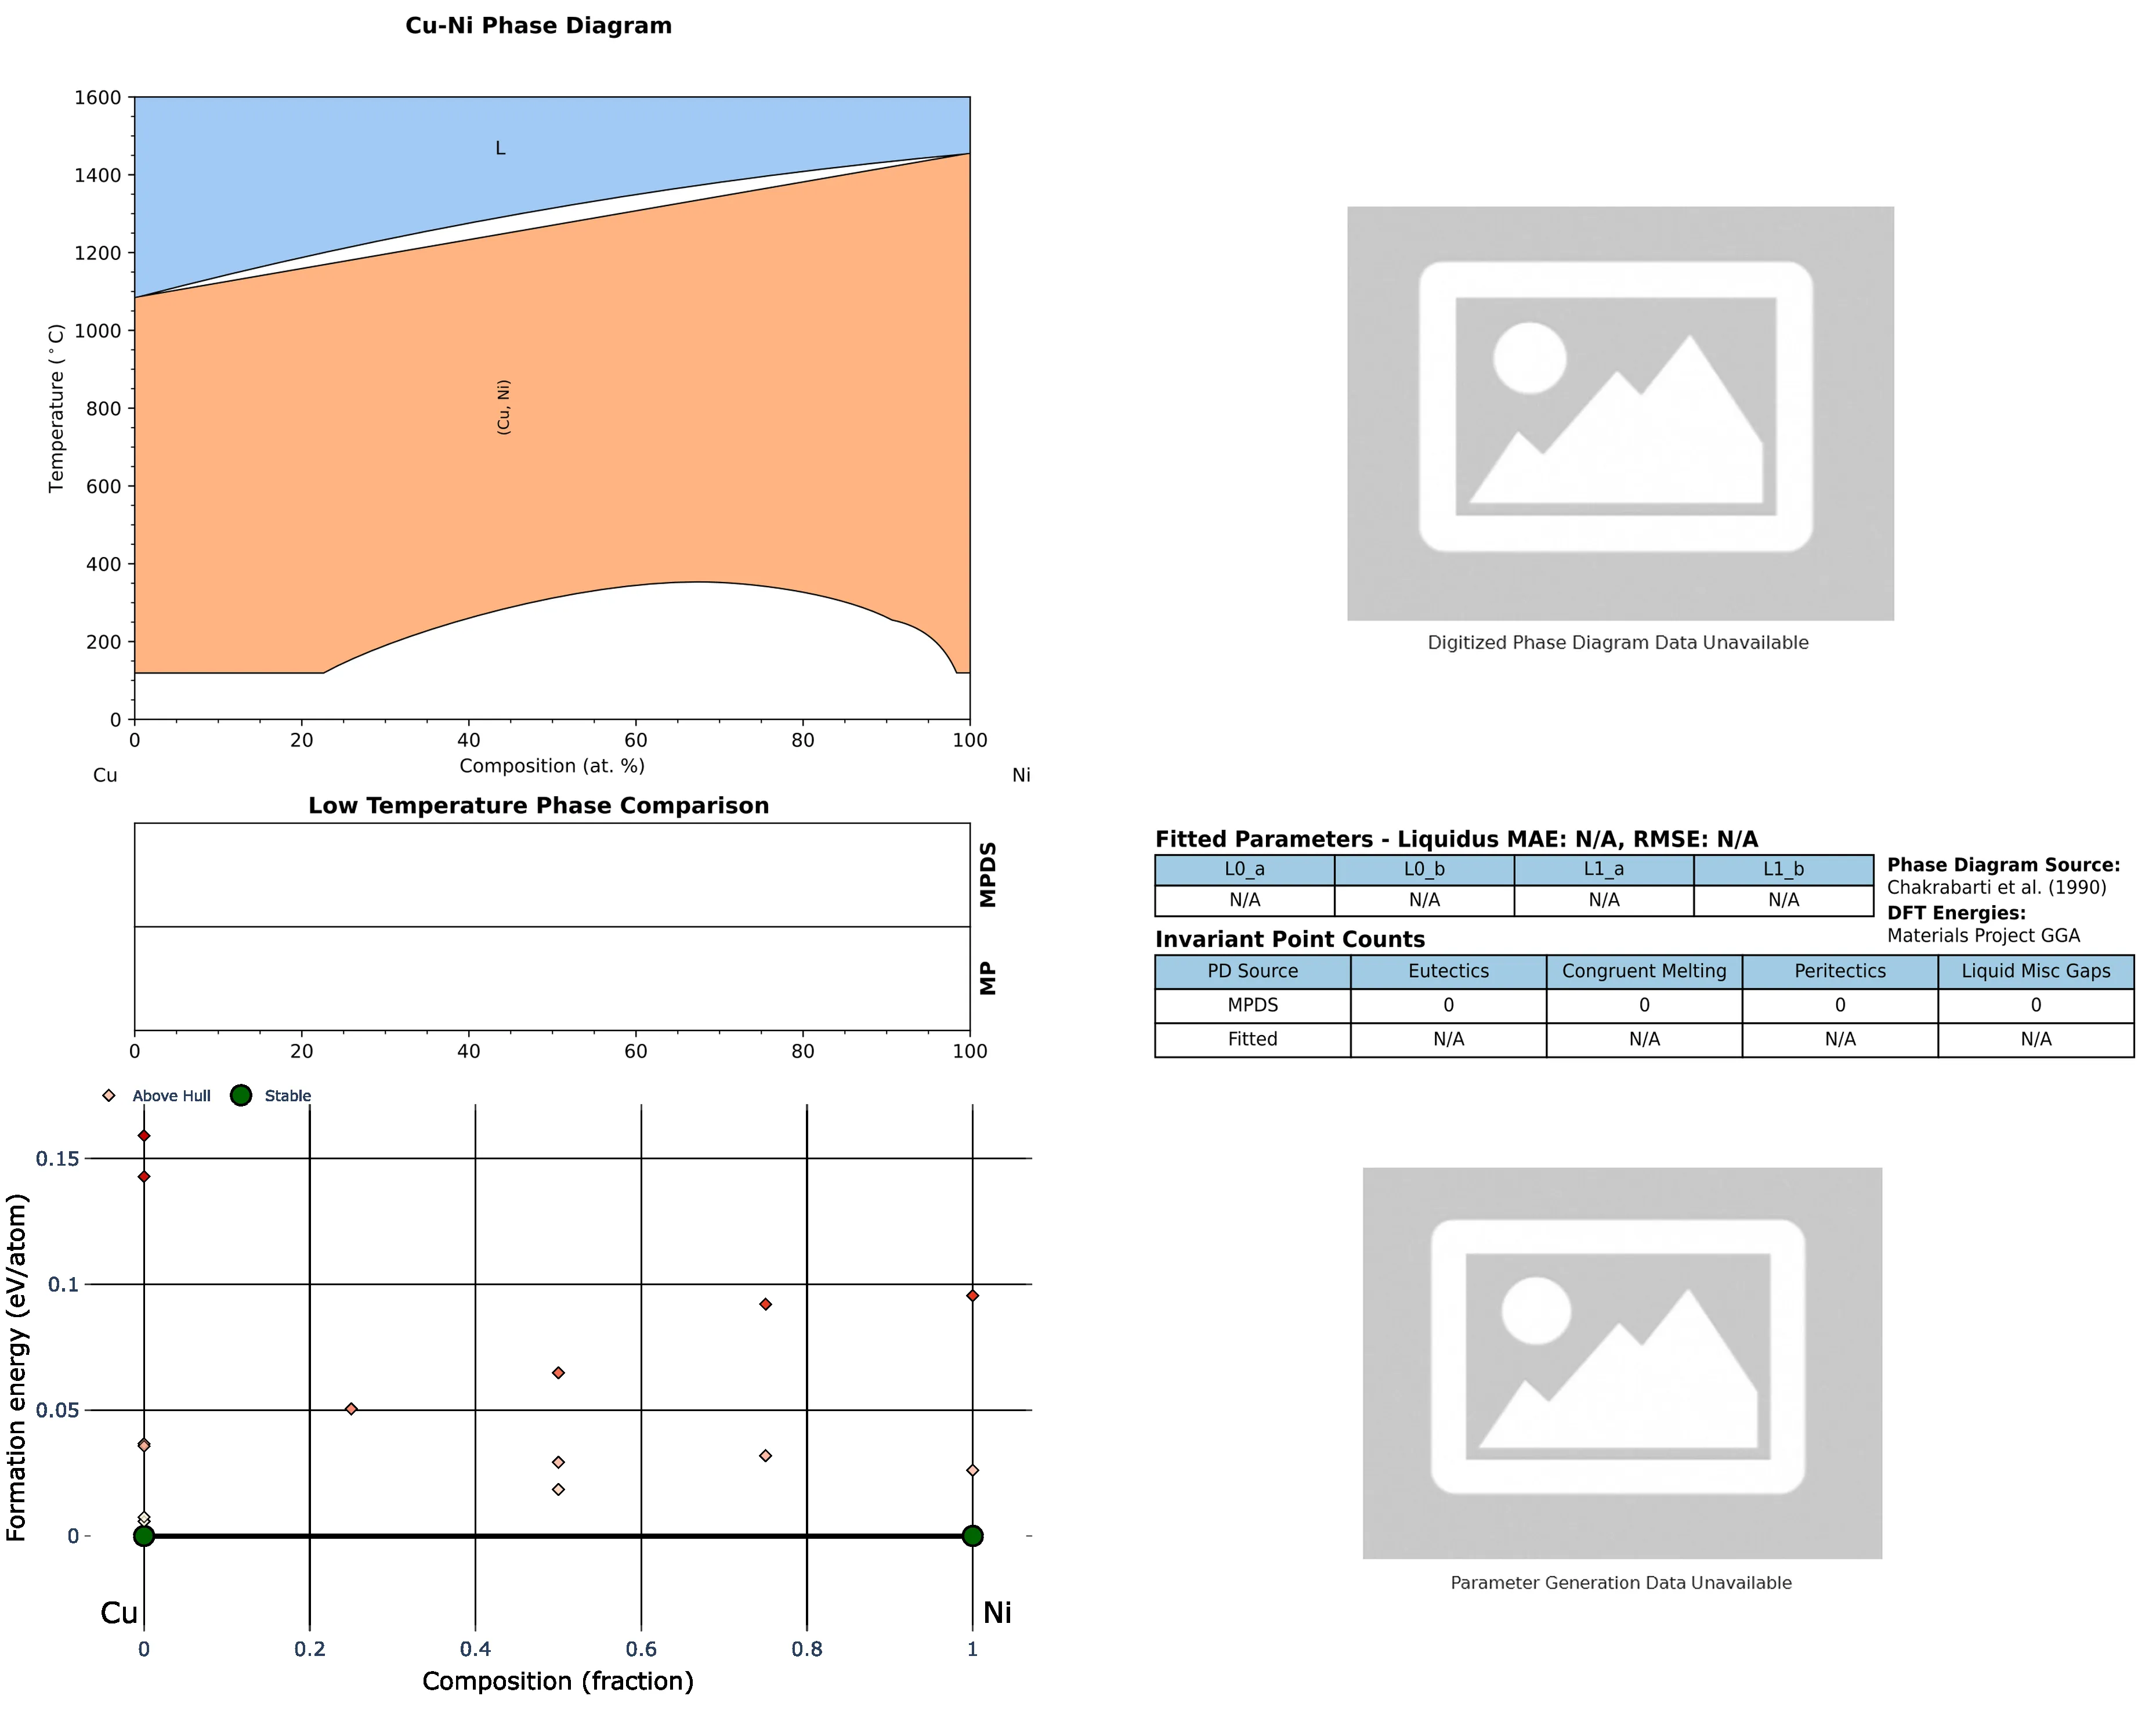 Cu-Ni Phase Diagram
1600
1400
1200
1000
800
600
400
200
0
Temperature (°C)
L
(Cu, Ni)
0 20 40 60 80 100
Composition (at. %)
Cu Ni
Digitized Phase Diagram Data Unavailable
Low Temperature Phase Comparison
MPDS
MP
0 20 40 60 80 100
Fitted Parameters - Liquidus MAE: N/A, RMSE: N/A
L0_a L0_b L1_a L1_b
N/A N/A N/A N/A
Phase Diagram Source:
Chakrabarti et al. (1990)
DFT Energies:
Materials Project GGA
Invariant Point Counts
PD Source Eutectics Congruent Melting Peritectics Liquid Misc Gaps
MPDS 0 0 0 0
Fitted N/A N/A N/A N/A
Above Hull Stable
0.15
0.1
0.05
0
Formation energy (eV/atom)
Cu Ni
0 0.2 0.4 0.6 0.8 1
Composition (fraction)
Parameter Generation Data Unavailable